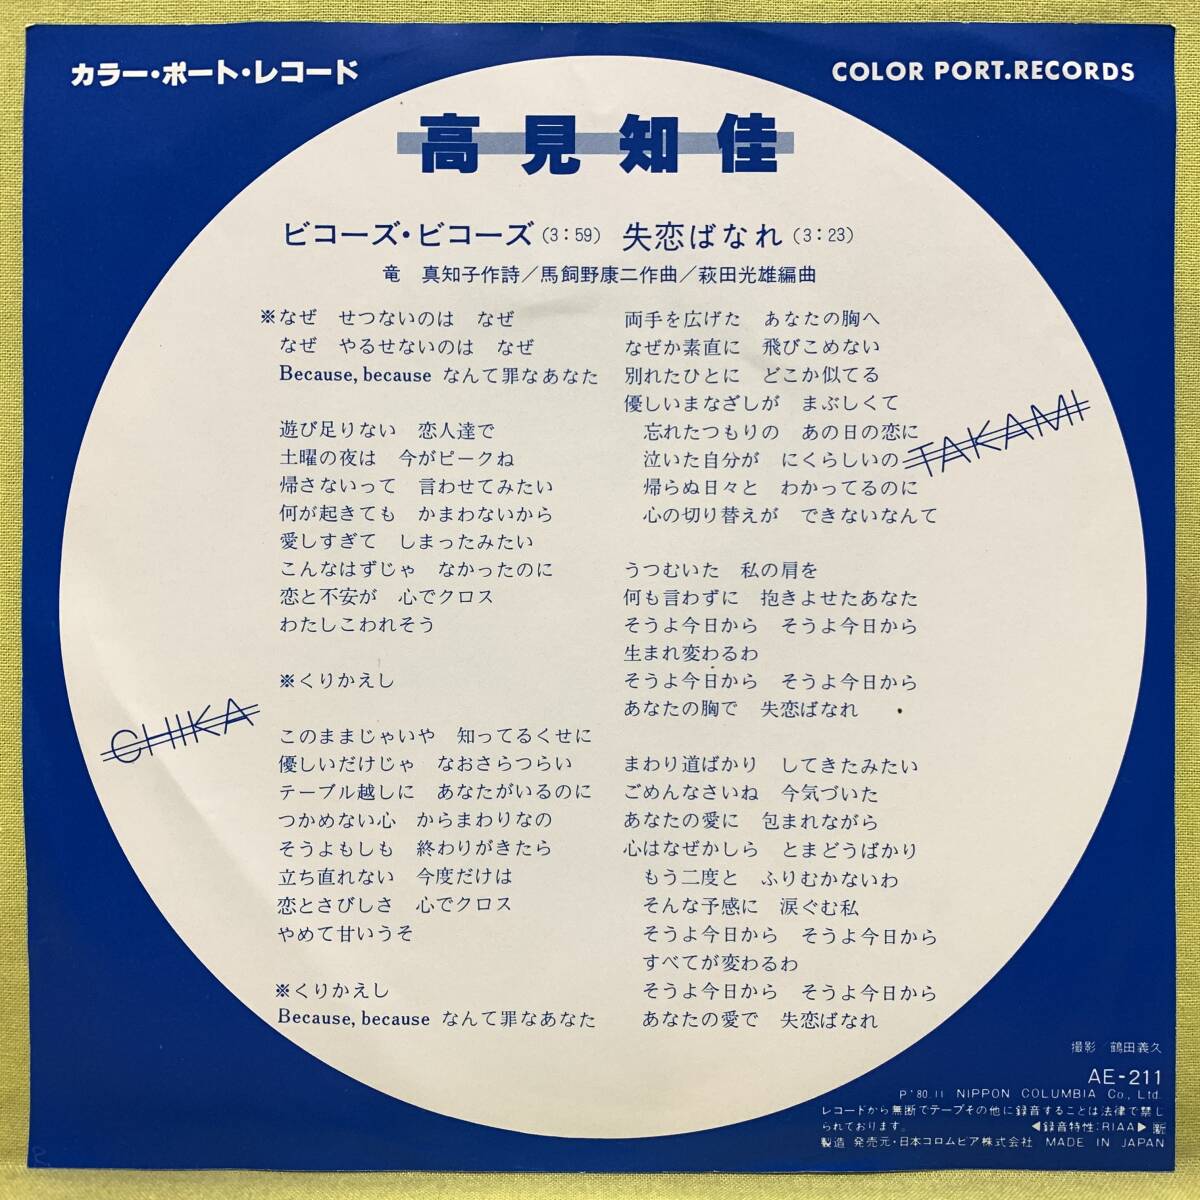 カラー・ポート・レコード
COLOR PORT.RECORDS
高見知佳
ビコーズ・ビコーズ(3:59) 失恋ばなれ(3:23)
竜　真知子作詩／馬飼野康二作曲／萩田光雄編曲
※なぜ　せつないのは　なぜ
なぜ　やるせないのは　なぜ
Because, because なんて罪なあなた
遊び足りない　恋人達で
土曜の夜は　今がピークね
帰さないって　言わせてみたい
何が起きても　かまわないから
愛しすぎて　しまったみたい
こんなはずじゃ　なかったのに
恋と不安が　心でクロス
わたしこわれそう
※くりかえし
このままじゃいや　知ってるくせに
優しいだけじゃ　なおさらつらい
テーブル越しに　あなたがいるのに
つかめない心　からまわりなの
そうよもしも　終わりがきたら
立ち直れない　今度だけは
恋とさびしさ　心でクロス
やめて甘いうそ
※くりかえし
Because, because なんて罪なあなた
両手を広げた　あなたの胸へ
なぜか素直に　飛びこめない
別れたひとに　どこか似てる
優しいまなざしが　まぶしくて
忘れたつもりの　あの日の恋に
泣いた自分が　にくらしいの
帰らぬ日々と　わかってるのに
心の切り替えが　できないなんて
うつむいた　私の肩を
何も言わずに　抱きよせたあなた
そうよ今日から　そうよ今日から
生まれ変わるわ
そうよ今日から　そうよ今日から
あなたの胸で　失恋ばなれ
まわり道ばかり　してきたみたい
ごめんなさいね　今気づいた
あなたの愛に　包まれながら
心はなぜかしら　とまどうばかり
もう二度と　ふりむかないわ
そんな予感に　涙ぐむ私
そうよ今日から　そうよ今日から
すべてが変わるわ
そうよ今日から　そうよ今日から
あなたの愛で　失恋ばなれ
TAKAMI
CHIKA
撮影／鶴田義久
AE-211
P'80.11 NIPPON COLUMBIA Co., Ltd.
レコードから無断でテープその他に録音することは法律で禁じ
られております。　◀録音特性:RIAA▶ 新
製造 発売元・日本コロムビア株式会社 MADE IN JAPAN